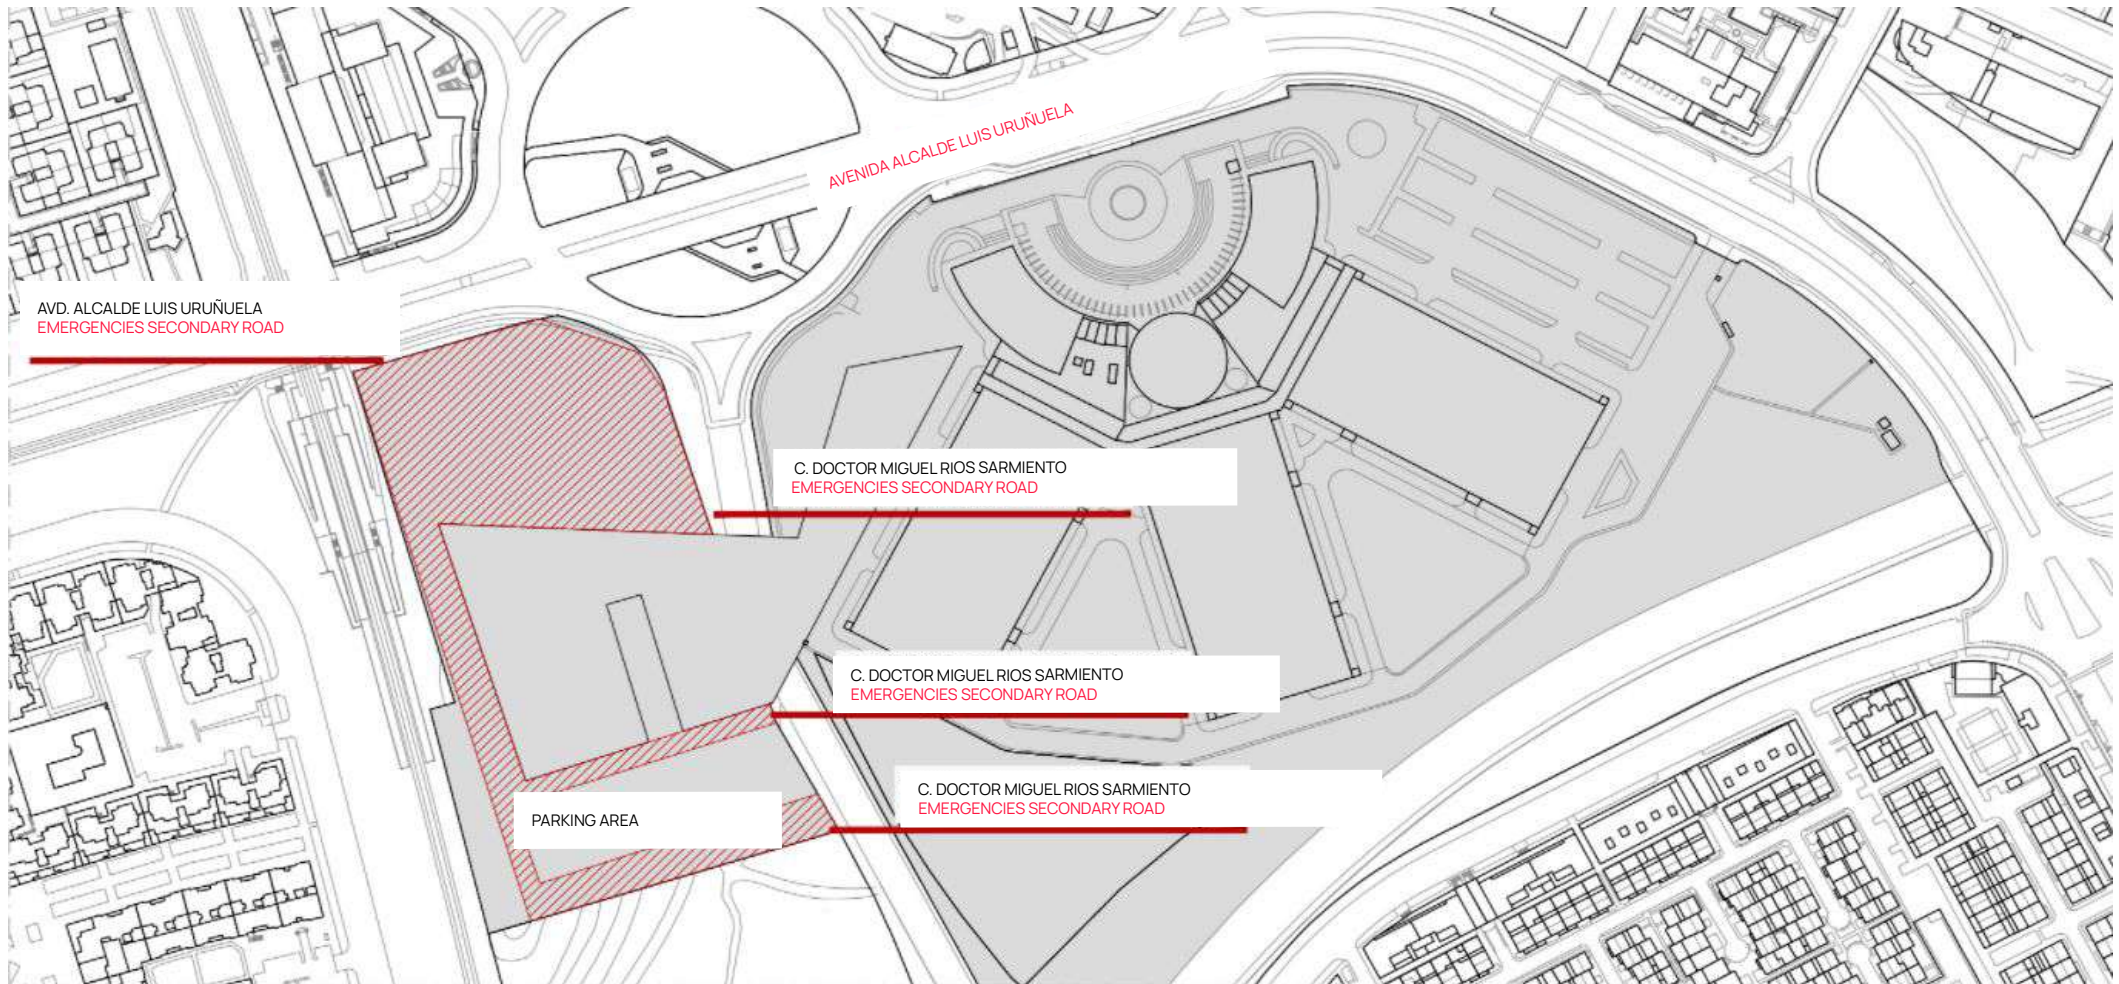 AVENIDA ALCALDE LUIS URUÑUELA
AVD. ALCALDE LUIS URUÑUELA
EMERGENCIES SECONDARY ROAD
C. DOCTOR MIGUEL RIOS SARMIENTO
EMERGENCIES SECONDARY ROAD
C. DOCTOR MIGUEL RIOS SARMIENTO
EMERGENCIES SECONDARY ROAD
C. DOCTOR MIGUEL RIOS SARMIENTO
EMERGENCIES SECONDARY ROAD
PARKING AREA